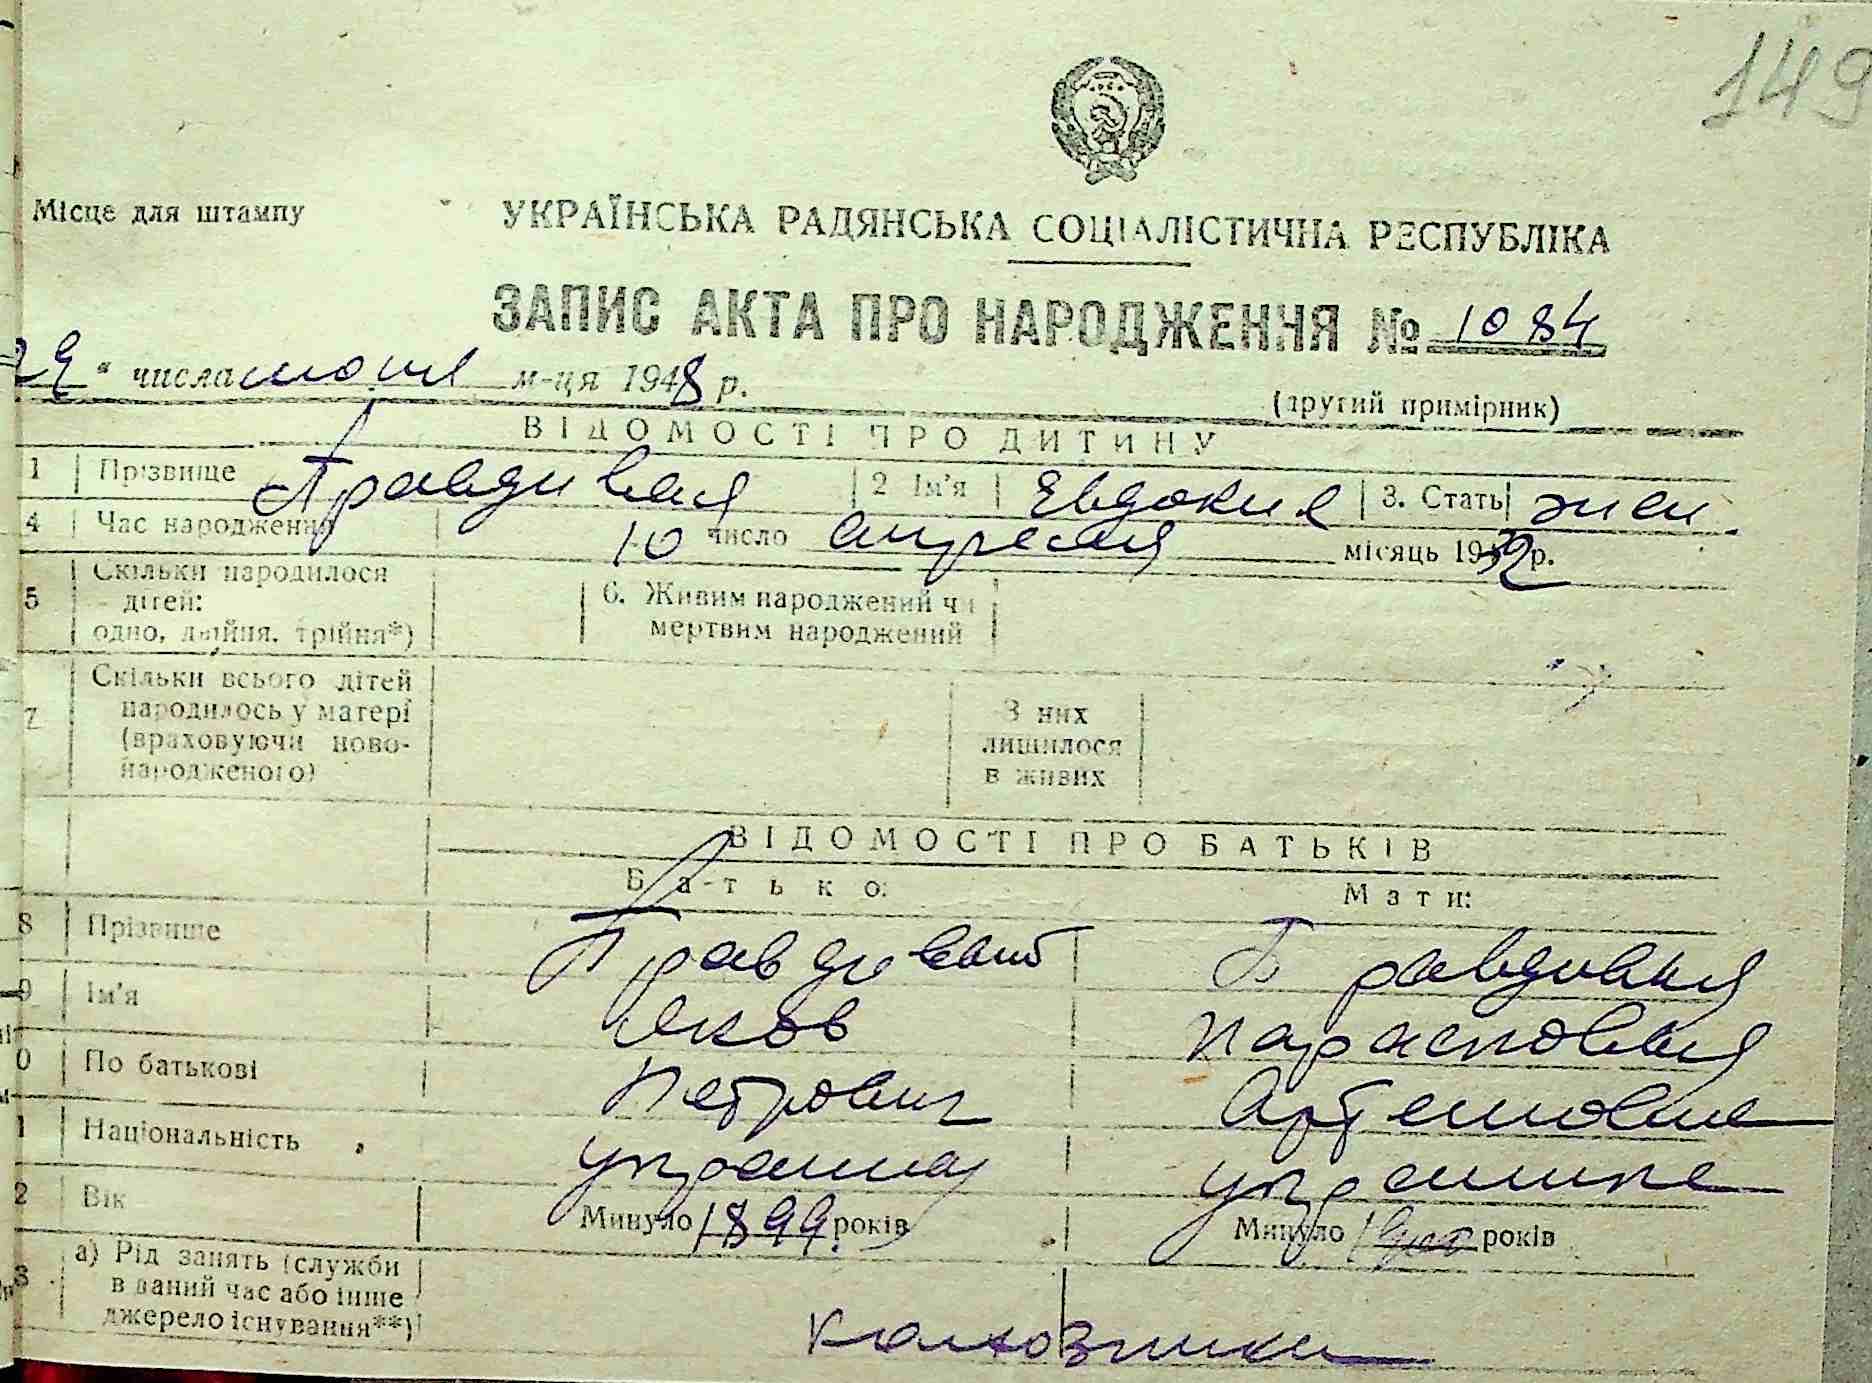 149
Місце для штампу
УКРАЇНСЬКА РАДЯНСЬКА СОЦІАЛІСТИЧНА РЕСПУБЛІКА
ЗАПИС АКТА ПРО НАРОДЖЕННЯ № 1084
" числа м-ця 1948 р.
(другий примірник)
ВІДОМОСТІ ПРО ДИТИНУ
1 Прізвище Правдивая 2 Ім'я Евдокия 3. Стать жен.
4 Час народження 10 число апреля місяць 1932 р.
5 Скільки народилося дітей: одно, двійня, трійня*) 6. Живим народжений чи мертвим народжений
7 Скільки всього дітей народилось у матері (враховуючи новонародженого) З них лишилося в живих
ВІДОМОСТІ ПРО БАТЬКІВ
Батько: Мати:
8 Прізвище Правдивый Правдивая
9 Ім'я Яков Парасковья
0 По батькові Петрович Артемовна
1 Національність украинец украинка
2 Вік Минуло 1899 років Минуло років
3 а) Рід занять (служби в даний час або інше джерело існування**) колхозники